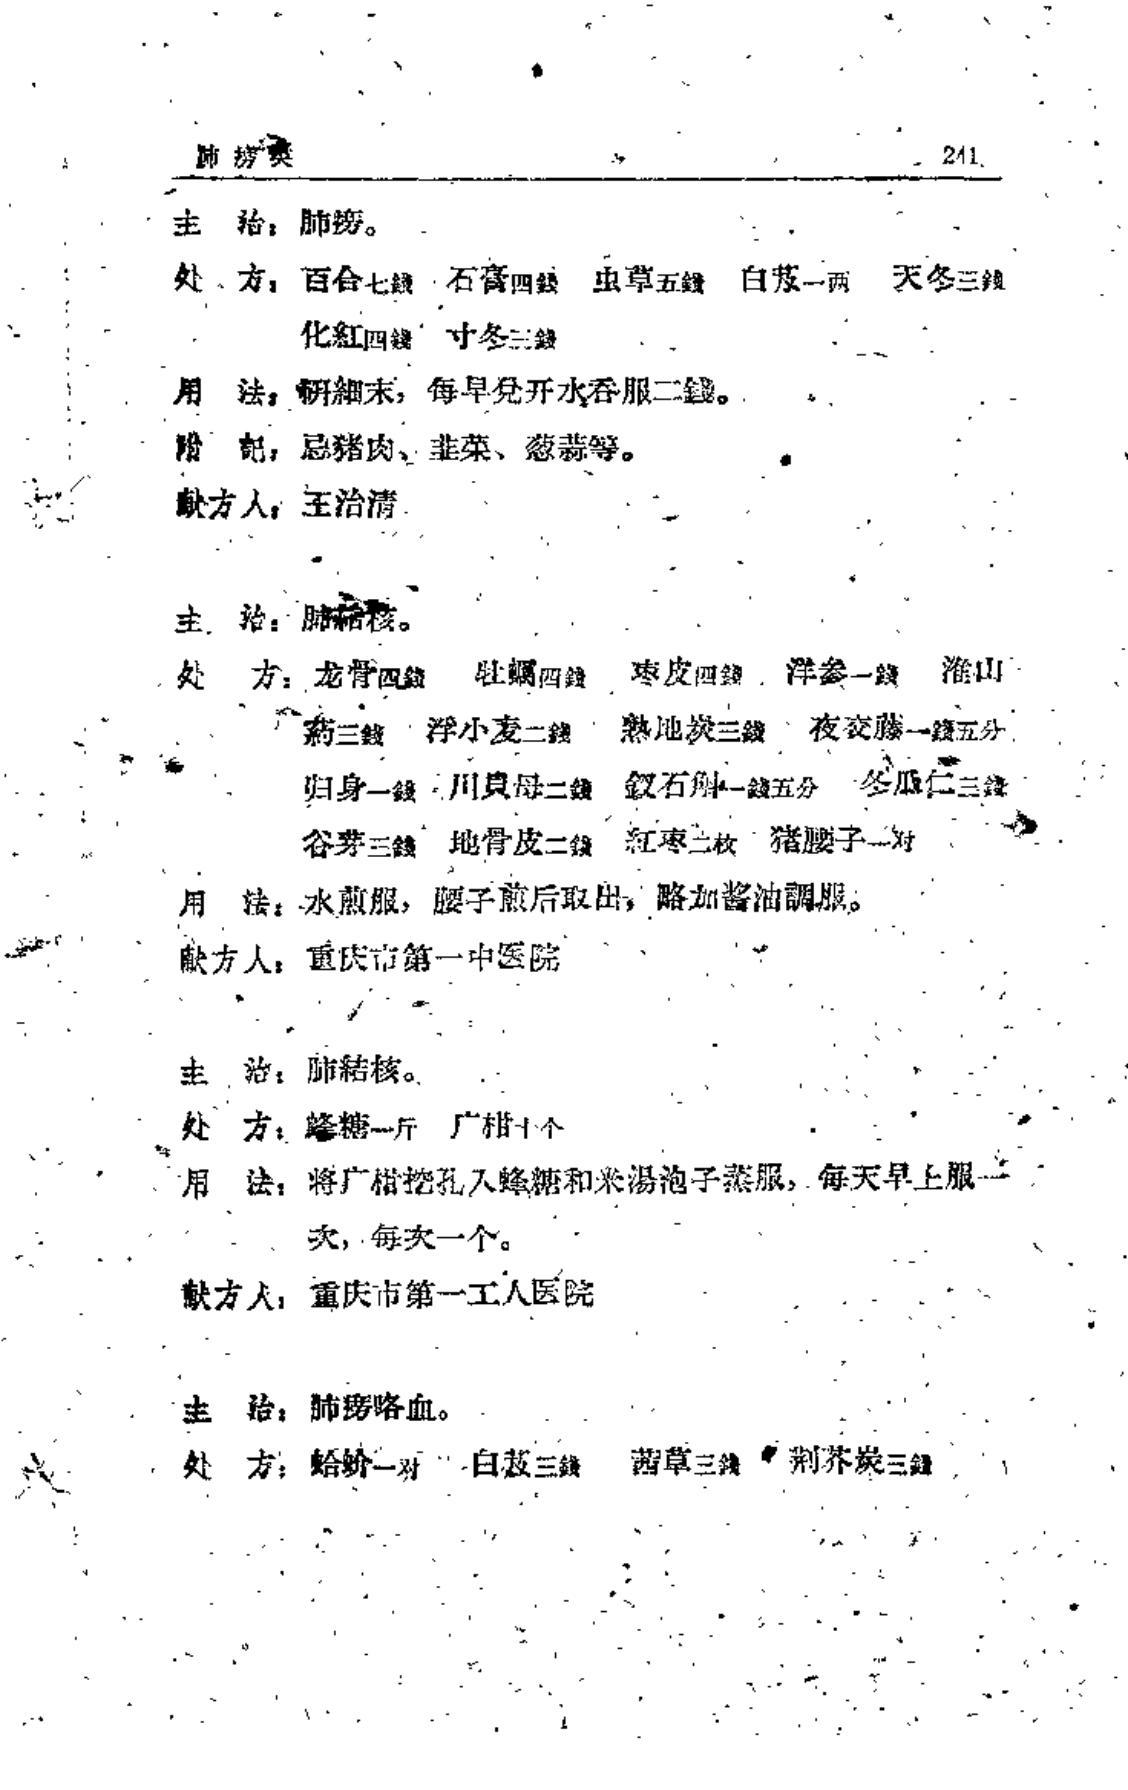 肺痨类 241
主 治：肺痨。
处 方：百合七錢 石膏四錢 虫草五錢 白芨一两 天冬三錢
化紅四錢 寸冬三錢
用 法：研細末，每早兌开水吞服二錢。
附 記：忌猪肉、韭菜、葱蒜等。
献方人：王治清
主 治：肺結核。
处 方：龙骨四錢 牡蠣四錢 枣皮四錢 洋参一錢 淮山
葯三錢 浮小麦二錢 熟地炭三錢 夜交藤一錢五分
归身一錢 川貝母二錢 釵石斛一錢五分 冬瓜仁三錢
谷芽三錢 地骨皮二錢 紅枣二枚 猪腰子一对
用 法：水煎服，腰子煎后取出，略加酱油調服。
献方人：重庆市第一中医院
主 治：肺結核。
处 方：蜂糖一斤 广柑十个
用 法：将广柑挖孔入蜂糖和米湯泡子蒸服，每天早上服一
次，每次一个。
献方人：重庆市第一工人医院
主 治：肺痨咯血。
处 方：蛤蚧一对 白芨三錢 茜草三錢 荆芥炭三錢